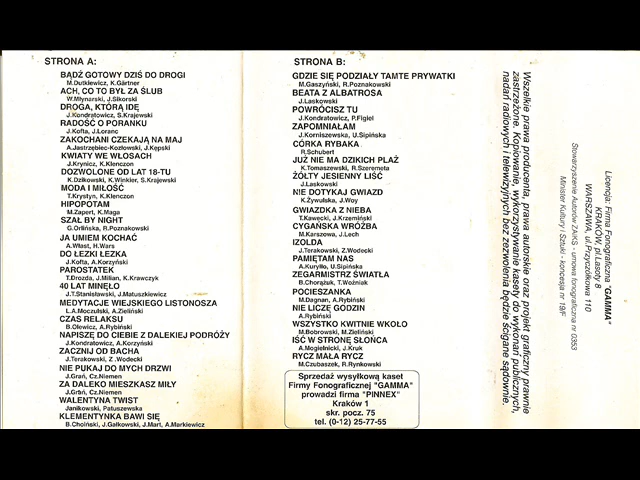 STRONA A:
BĄDŹ GOTOWY DZIŚ DO DROGI
M.Dutkiewicz, K.Gärtner
ACH, CO TO BYŁ ZA ŚLUB
W.Młynarski, J.Sikorski
DROGA, KTÓRĄ IDĘ
J.Kondratowicz, S.Krajewski
RADOŚĆ O PORANKU
J.Kofta, J.Loranc
ZAKOCHANI CZEKAJĄ NA MAJ
A.Jastrzębiec-Kozłowski, J.Kępski
KWIATY WE WŁOSACH
J.Krynicz, K.Klenczon
DOZWOLONE OD LAT 18-TU
K.Dzikowski, K.Winkler, S.Krajewski
MODA I MIŁOŚĆ
T.Krystyn, K.Klenczon
HIPOPOTAM
M.Zapert, K.Maga
SZAŁ BY NIGHT
G.Orlińska, R.Poznakowski
JA UMIEM KOCHAĆ
A.Włast, H.Wars
DO ŁEZKI ŁEZKA
J.Kofta, A.Korzyński
PAROSTATEK
T.Drozda, J.Milian, K.Krawczyk
40 LAT MINĘŁO
J.T.Stanisławski, J.Matuszkiewicz
MEDYTACJE WIEJSKIEGO LISTONOSZA
L.A.Moczulski, A.Zieliński
CZAS RELAKSU
B.Olewicz, A.Rybiński
NAPISZĘ DO CIEBIE Z DALEKIEJ PODRÓŻY
J.Kondratowicz, A.Korzyński
ZACZNIJ OD BACHA
J.Terakowski, Z.Wodecki
NIE PUKAJ DO MYCH DRZWI
J.Grań, Cz.Niemen
ZA DALEKO MIESZKASZ MIŁY
J.Grań, Cz.Niemen
WALENTYNA TWIST
Janikowski, Patuszewska
KLEMENTYNKA BAWI SIĘ
B.Choiński, J.Gałkowski, J.Mart, A.Markiewicz
STRONA B:
GDZIE SIĘ PODZIAŁY TAMTE PRYWATKI
M.Gaszyński, R.Poznakowski
BEATA Z ALBATROSA
J.Laskowski
POWRÓCISZ TU
J.Kondratowicz, P.Figiel
ZAPOMNIAŁAM
J.Korniszewska, U.Sipińska
CÓRKA RYBAKA
R.Schubert
JUŻ NIE MA DZIKICH PLAŻ
K.Tomaszewski, R.Szeremeta
ŻÓŁTY JESIENNY LIŚĆ
J.Laskowski
NIE DOTYKAJ GWIAZD
K.Żywulska, J.Woy
GWIAZDKA Z NIEBA
T.Kawęcki, J.Krzemiński
CYGAŃSKA WRÓŻBA
M.Karszowa, J.Lech
IZOLDA
J.Terakowski, Z.Wodecki
PAMIĘTAM NAS
A.Kuryłło, U.Sipińska
ZEGARMISTRZ ŚWIATŁA
B.Chorążuk, T.Woźniak
POCIESZANKA
M.Dagnan, A.Rybiński
NIE LICZĘ GODZIN
A.Rybiński
WSZYSTKO KWITNIE WKOŁO
M.Bobrowski, M.Zieliński
IŚĆ W STRONĘ SŁOŃCA
A.Mogielnicki, J.Kruk
RYCZ MAŁA RYCZ
M.Czubaszek, R.Rynkowski
Sprzedaż wysyłkową kaset
Firmy Fonograficznej "GAMMA"
prowadzi firma "PINNEX"
Kraków 1
skr. pocz. 75
tel. (0-12) 25-77-55
Wszelkie prawa producenta, prawa autorskie oraz projekt graficzny prawnie
zastrzeżone. Kopiowanie, wykorzystywanie kasety do wykonań publicznych,
nadań radiowych i telewizyjnych bez zezwolenia będzie ścigane sądownie.
Licencja: Firma Fonograficzna "GAMMA"
KRAKÓW, pl.Lasoty 8
WARSZAWA, ul.Przyczółkowa 110
Stowarzyszenie Autorów ZAiKS - umowa fonograficzna nr 0353
Minister Kultury i Sztuki - koncesja nr 19/F